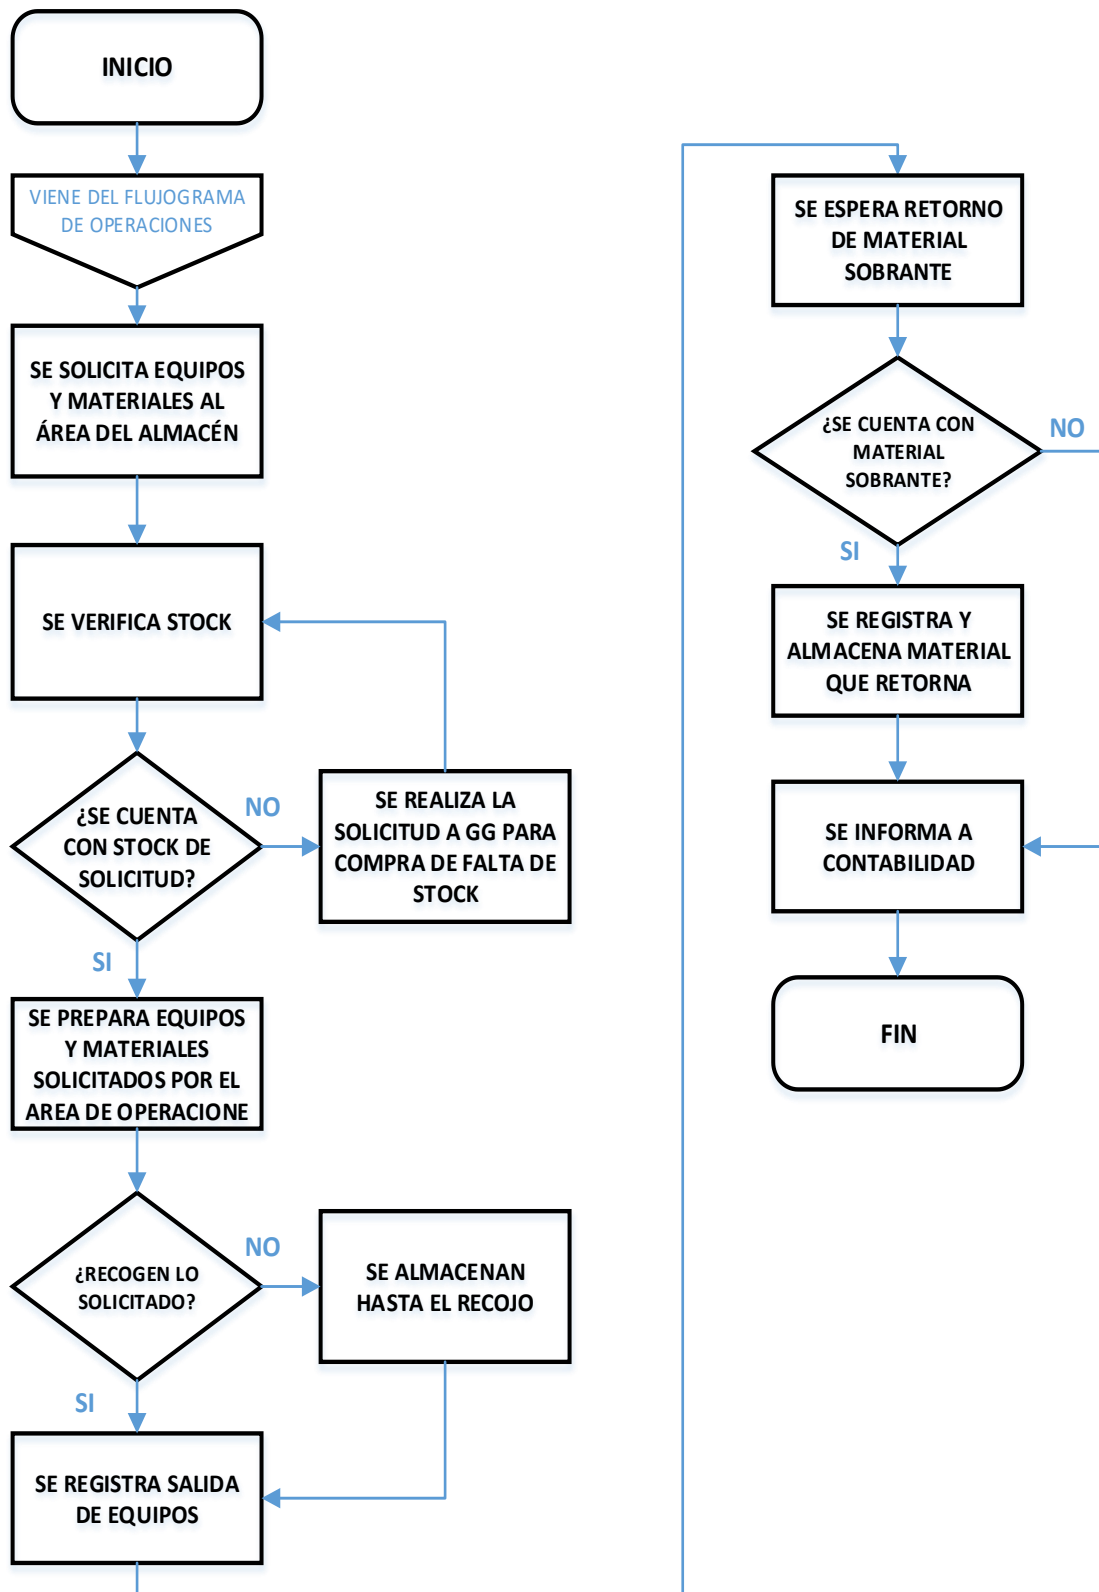 INICIO
VIENE DEL FLUJOGRAMA
DE OPERACIONES
SE SOLICITA EQUIPOS
Y MATERIALES AL
ÁREA DEL ALMACÉN
SE VERIFICA STOCK
¿SE CUENTA
CON STOCK DE
SOLICITUD?
NO
SE REALIZA LA
SOLICITUD A GG PARA
COMPRA DE FALTA DE
STOCK
SI
SE PREPARA EQUIPOS
Y MATERIALES
SOLICITADOS POR EL
AREA DE OPERACIONE
¿RECOGEN LO
SOLICITADO?
NO
SE ALMACENAN
HASTA EL RECOJO
SI
SE REGISTRA SALIDA
DE EQUIPOS
SE ESPERA RETORNO
DE MATERIAL
SOBRANTE
¿SE CUENTA CON
MATERIAL
SOBRANTE?
NO
SI
SE REGISTRA Y
ALMACENA MATERIAL
QUE RETORNA
SE INFORMA A
CONTABILIDAD
FIN